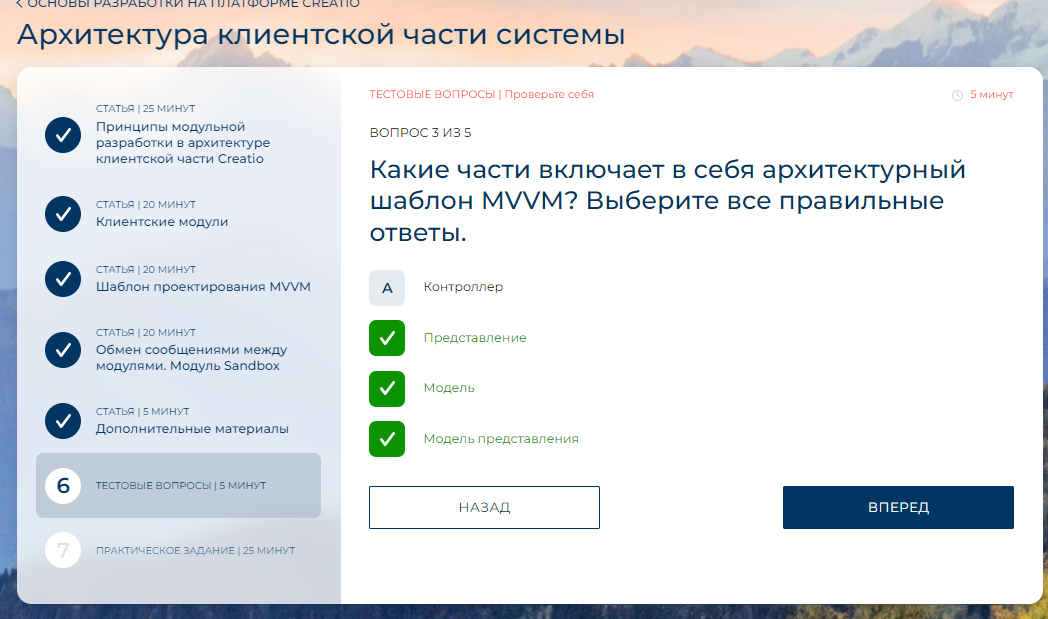 ОСНОВЫ РАЗРАБОТКИ НА ПЛАТФОРМЕ CREATIO
Архитектура клиентской части системы
СТАТЬЯ | 25 МИНУТ
Принципы модульной
разработки в архитектуре
клиентской части Creatio
СТАТЬЯ | 20 МИНУТ
Клиентские модули
СТАТЬЯ | 20 МИНУТ
Шаблон проектирования MVVM
СТАТЬЯ | 20 МИНУТ
Обмен сообщениями между
модулями. Модуль Sandbox
СТАТЬЯ | 5 МИНУТ
Дополнительные материалы
6 ТЕСТОВЫЕ ВОПРОСЫ | 5 МИНУТ
7 ПРАКТИЧЕСКОЕ ЗАДАНИЕ | 25 МИНУТ
ТЕСТОВЫЕ ВОПРОСЫ | Проверьте себя
5 минут
ВОПРОС 3 ИЗ 5
Какие части включает в себя архитектурный
шаблон MVVM? Выберите все правильные
ответы.
A Контроллер
Представление
Модель
Модель представления
НАЗАД
ВПЕРЕД